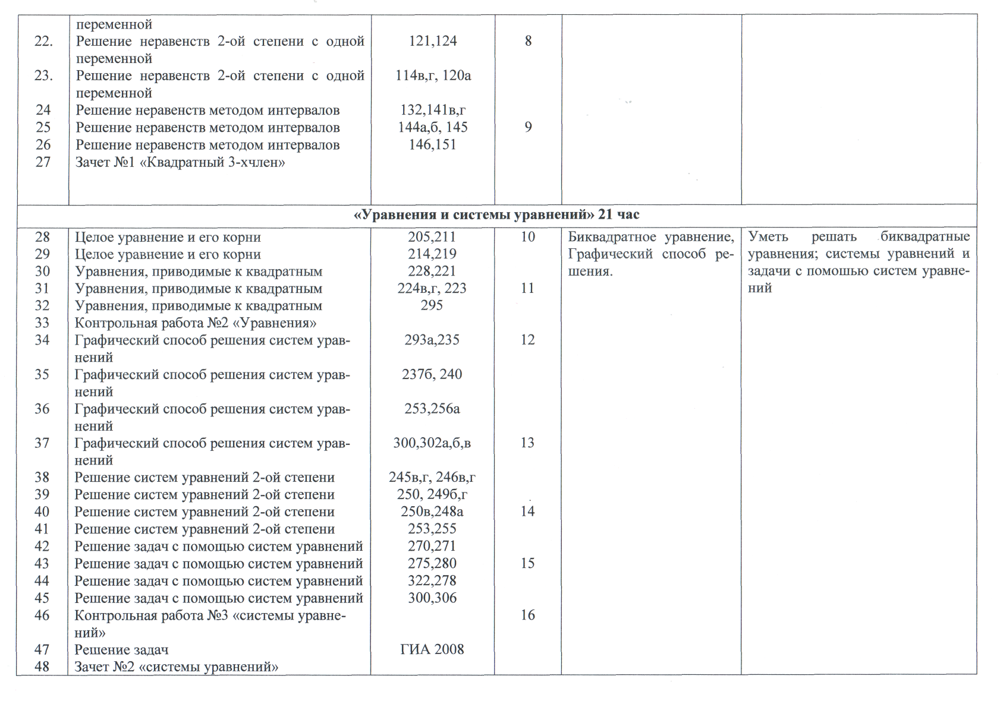 переменной
22. Решение неравенств 2-ой степени с одной 121,124 8
переменной
23. Решение неравенств 2-ой степени с одной 114в,г, 120а
переменной
24 Решение неравенств методом интервалов 132,141в,г
25 Решение неравенств методом интервалов 144а,б, 145 9
26 Решение неравенств методом интервалов 146,151
27 Зачет №1 «Квадратный 3-хчлен»
«Уравнения и системы уравнений» 21 час
28 Целое уравнение и его корни 205,211 10 Биквадратное уравнение, Уметь решать биквадратные
29 Целое уравнение и его корни 214,219 Графический способ ре- уравнения; системы уравнений и
30 Уравнения, приводимые к квадратным 228,221 шения. задачи с помошью систем уравне-
31 Уравнения, приводимые к квадратным 224в,г, 223 11 ний
32 Уравнения, приводимые к квадратным 295
33 Контрольная работа №2 «Уравнения»
34 Графический способ решения систем урав- 293а,235 12
нений
35 Графический способ решения систем урав- 237б, 240
нений
36 Графический способ решения систем урав- 253,256а
нений
37 Графический способ решения систем урав- 300,302а,б,в 13
нений
38 Решение систем уравнений 2-ой степени 245в,г, 246в,г
39 Решение систем уравнений 2-ой степени 250, 249б,г
40 Решение систем уравнений 2-ой степени 250в,248а 14
41 Решение систем уравнений 2-ой степени 253,255
42 Решение задач с помощью систем уравнений 270,271
43 Решение задач с помощью систем уравнений 275,280 15
44 Решение задач с помощью систем уравнений 322,278
45 Решение задач с помощью систем уравнений 300,306
46 Контрольная работа №3 «системы уравне- 16
ний»
47 Решение задач ГИА 2008
48 Зачет №2 «системы уравнений»